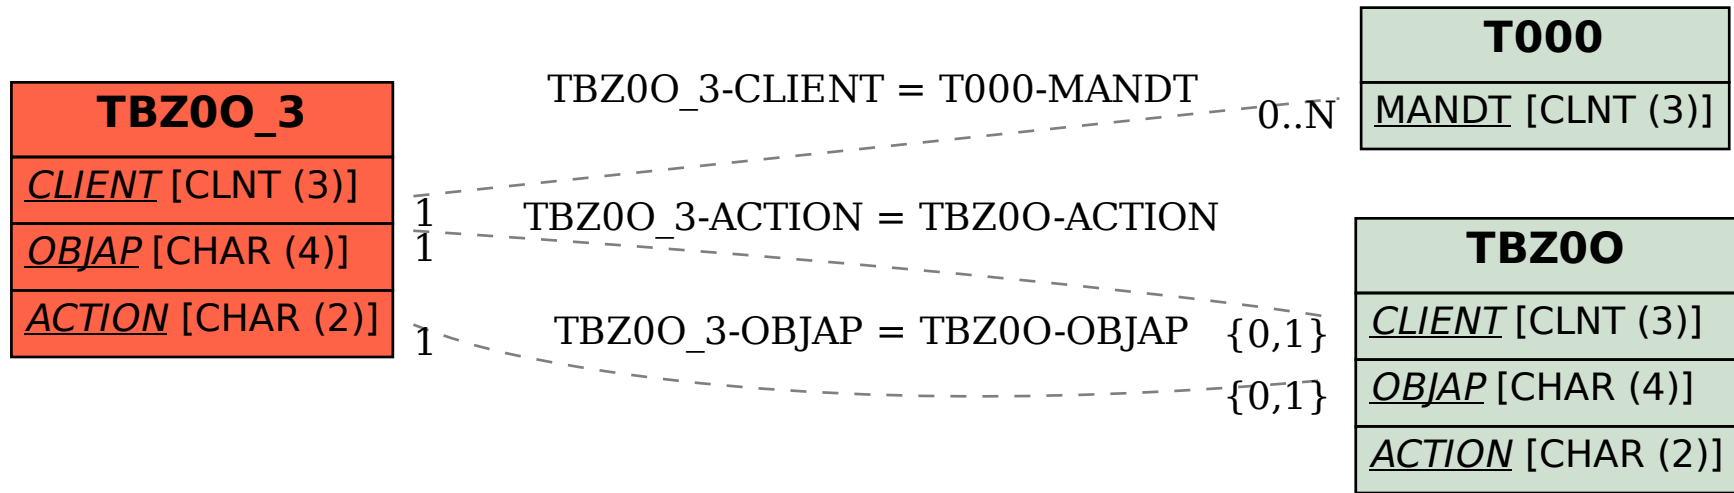 TBZ0O_3
CLIENT [CLNT (3)]
OBJAP [CHAR (4)]
ACTION [CHAR (2)]
TBZ0O_3-CLIENT = T000-MANDT
1
0..N
TBZ0O_3-ACTION = TBZ0O-ACTION
1
{0,1}
TBZ0O_3-OBJAP = TBZ0O-OBJAP
1
{0,1}
T000
MANDT [CLNT (3)]
TBZ0O
CLIENT [CLNT (3)]
OBJAP [CHAR (4)]
ACTION [CHAR (2)]